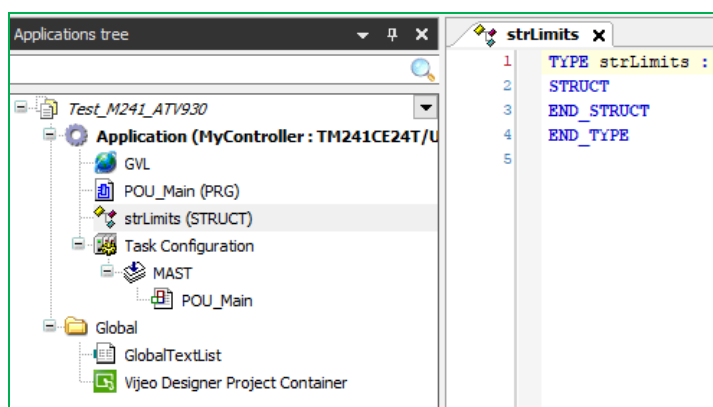 Applications tree
Test_M241_ATV930
Application (MyController : TM241CE24T/U
GVL
POU_Main (PRG)
strLimits (STRUCT)
Task Configuration
MAST
POU_Main
Global
GlobalTextList
Vijeo Designer Project Container
strLimits
1 TYPE strLimits :
2 STRUCT
3 END_STRUCT
4 END_TYPE
5